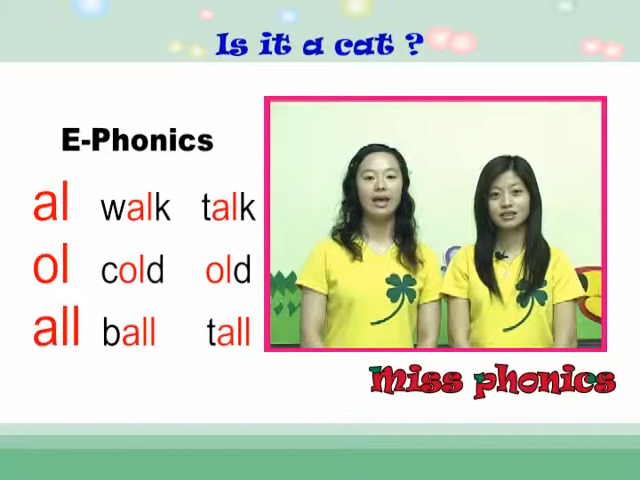 Is it a cat ?
E-Phonics
al walk talk
ol cold old
all ball tall
miss phonics